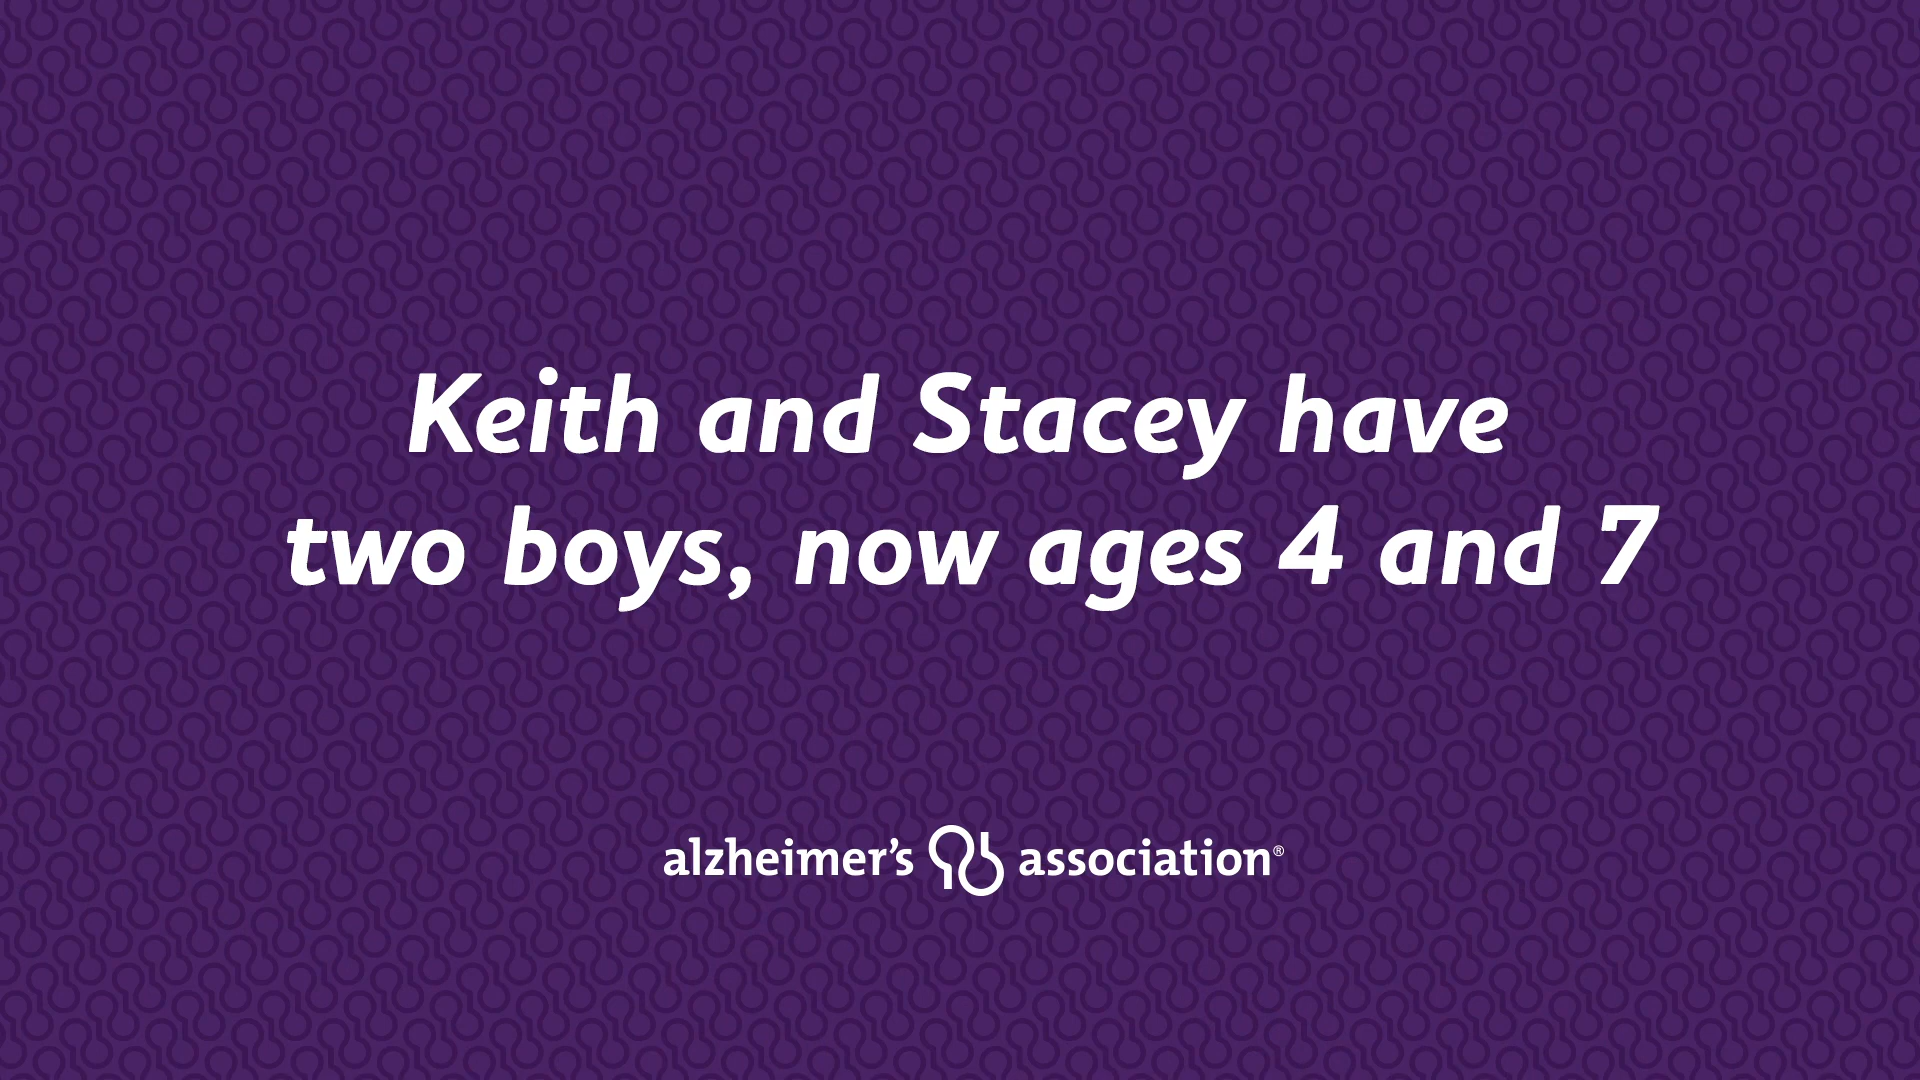 Keith and Stacey have
two boys, now ages 4 and 7
alzheimer's association®